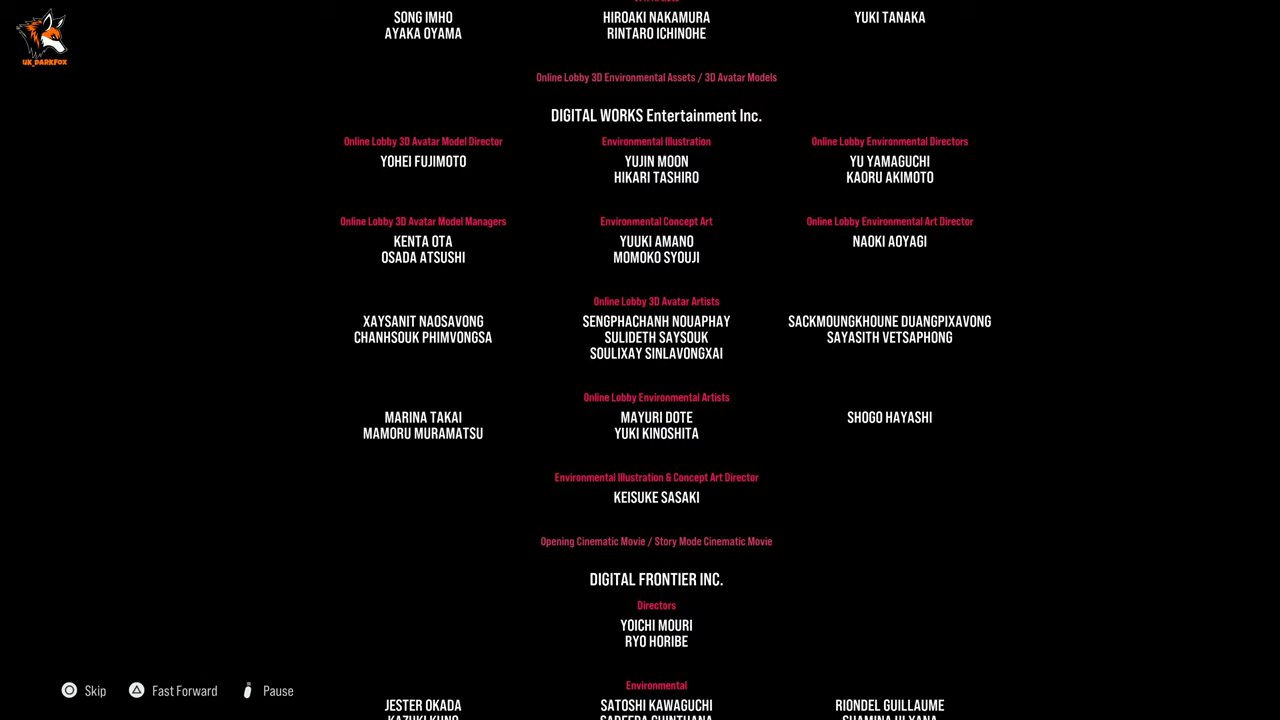 SONG IMHO
AYAKA OYAMA
HIROAKI NAKAMURA
RINTARO ICHINOHE
YUKI TANAKA
UK_DARKFOX
Online Lobby 3D Environmental Assets / 3D Avatar Models
DIGITAL WORKS Entertainment Inc.
Online Lobby 3D Avatar Model Director
YOHEI FUJIMOTO
Environmental Illustration
YUJIN MOON
HIKARI TASHIRO
Online Lobby Environmental Directors
YU YAMAGUCHI
KAORU AKIMOTO
Online Lobby 3D Avatar Model Managers
KENTA OTA
OSADA ATSUSHI
Environmental Concept Art
YUUKI AMANO
MOMOKO SYOUJI
Online Lobby Environmental Art Director
NAOKI AOYAGI
Online Lobby 3D Avatar Artists
XAYSANIT NAOSAVONG
CHANHSOUK PHIMVONGSA
SENGPHACHANH NOUAPHAY
SULIDETH SAYSOUK
SOULIXAY SINLAVONGXAI
SACKMOUNGKHOUNE DUANGPIXAVONG
SAYASITH VETSAPHONG
Online Lobby Environmental Artists
MARINA TAKAI
MAMORU MURAMATSU
MAYURI DOTE
YUKI KINOSHITA
SHOGO HAYASHI
Environmental Illustration & Concept Art Director
KEISUKE SASAKI
Opening Cinematic Movie / Story Mode Cinematic Movie
DIGITAL FRONTIER INC.
Directors
YOICHI MOURI
RYO HORIBE
Environmental
JESTER OKADA
KAZUKI KUNO
SATOSHI KAWAGUCHI
RIONDEL GUILLAUME
Skip
Fast Forward
Pause